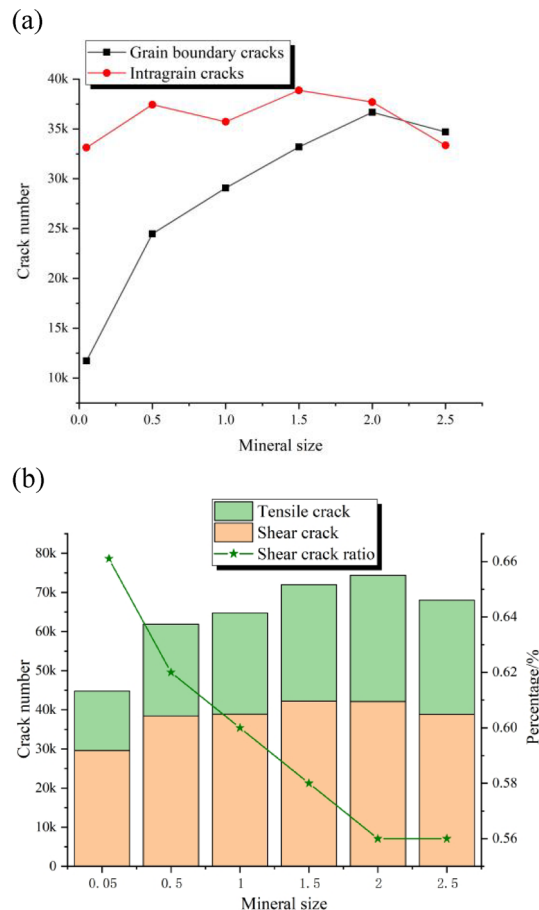 (a)
Grain boundary cracks
Intragrain cracks
40k
35k
30k
25k
20k
15k
10k
Crack number
0.0 0.5 1.0 1.5 2.0 2.5
Mineral size
(b)
Tensile crack
Shear crack
Shear crack ratio
80k
70k
60k
50k
40k
30k
20k
10k
0
Crack number
0.66
0.64
0.62
0.60
0.58
0.56
Percentage/%
0.05 0.5 1 1.5 2 2.5
Mineral size